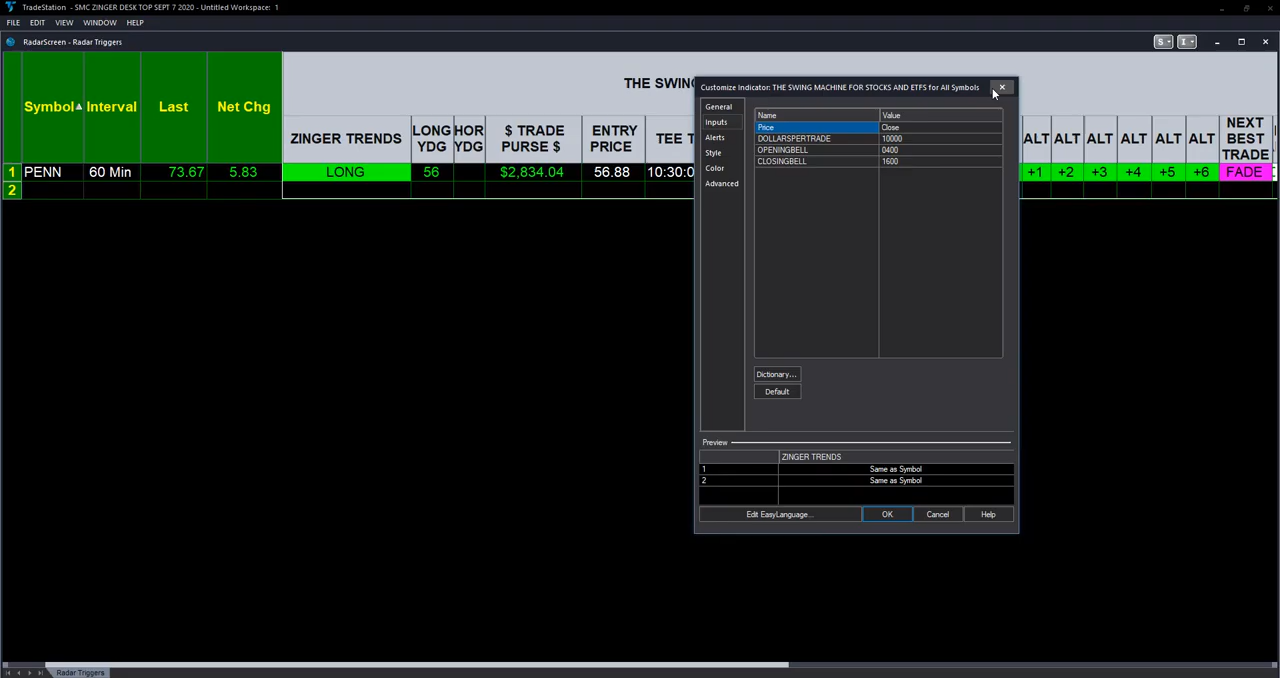 TradeStation - SMC ZINGER DESK TOP SEPT 7 2020 - Untitled Workspace: 1
FILE EDIT VIEW WINDOW HELP
RadarScreen - Radar Triggers
S I
THE SWING
Symbol Interval Last Net Chg
ZINGER TRENDS
LONG YDG
HOR YDG
$ TRADE PURSE $
ENTRY PRICE
TEE T
ALT ALT ALT ALT ALT ALT
NEXT BEST TRADE
1 PENN 60 Min 73.67 5.83 LONG 56 $2,834.04 56.88 10:30:0 +1 +2 +3 +4 +5 +6 FADE
2
Customize Indicator: THE SWING MACHINE FOR STOCKS AND ETFS for All Symbols
General
Inputs
Alerts
Style
Color
Advanced
Name Value
Price Close
DOLLARSPERTRADE 10000
OPENINGBELL 0400
CLOSINGBELL 1600
Dictionary...
Default
Preview
ZINGER TRENDS
1 Same as Symbol
2 Same as Symbol
Edit EasyLanguage... OK Cancel Help
Radar Triggers